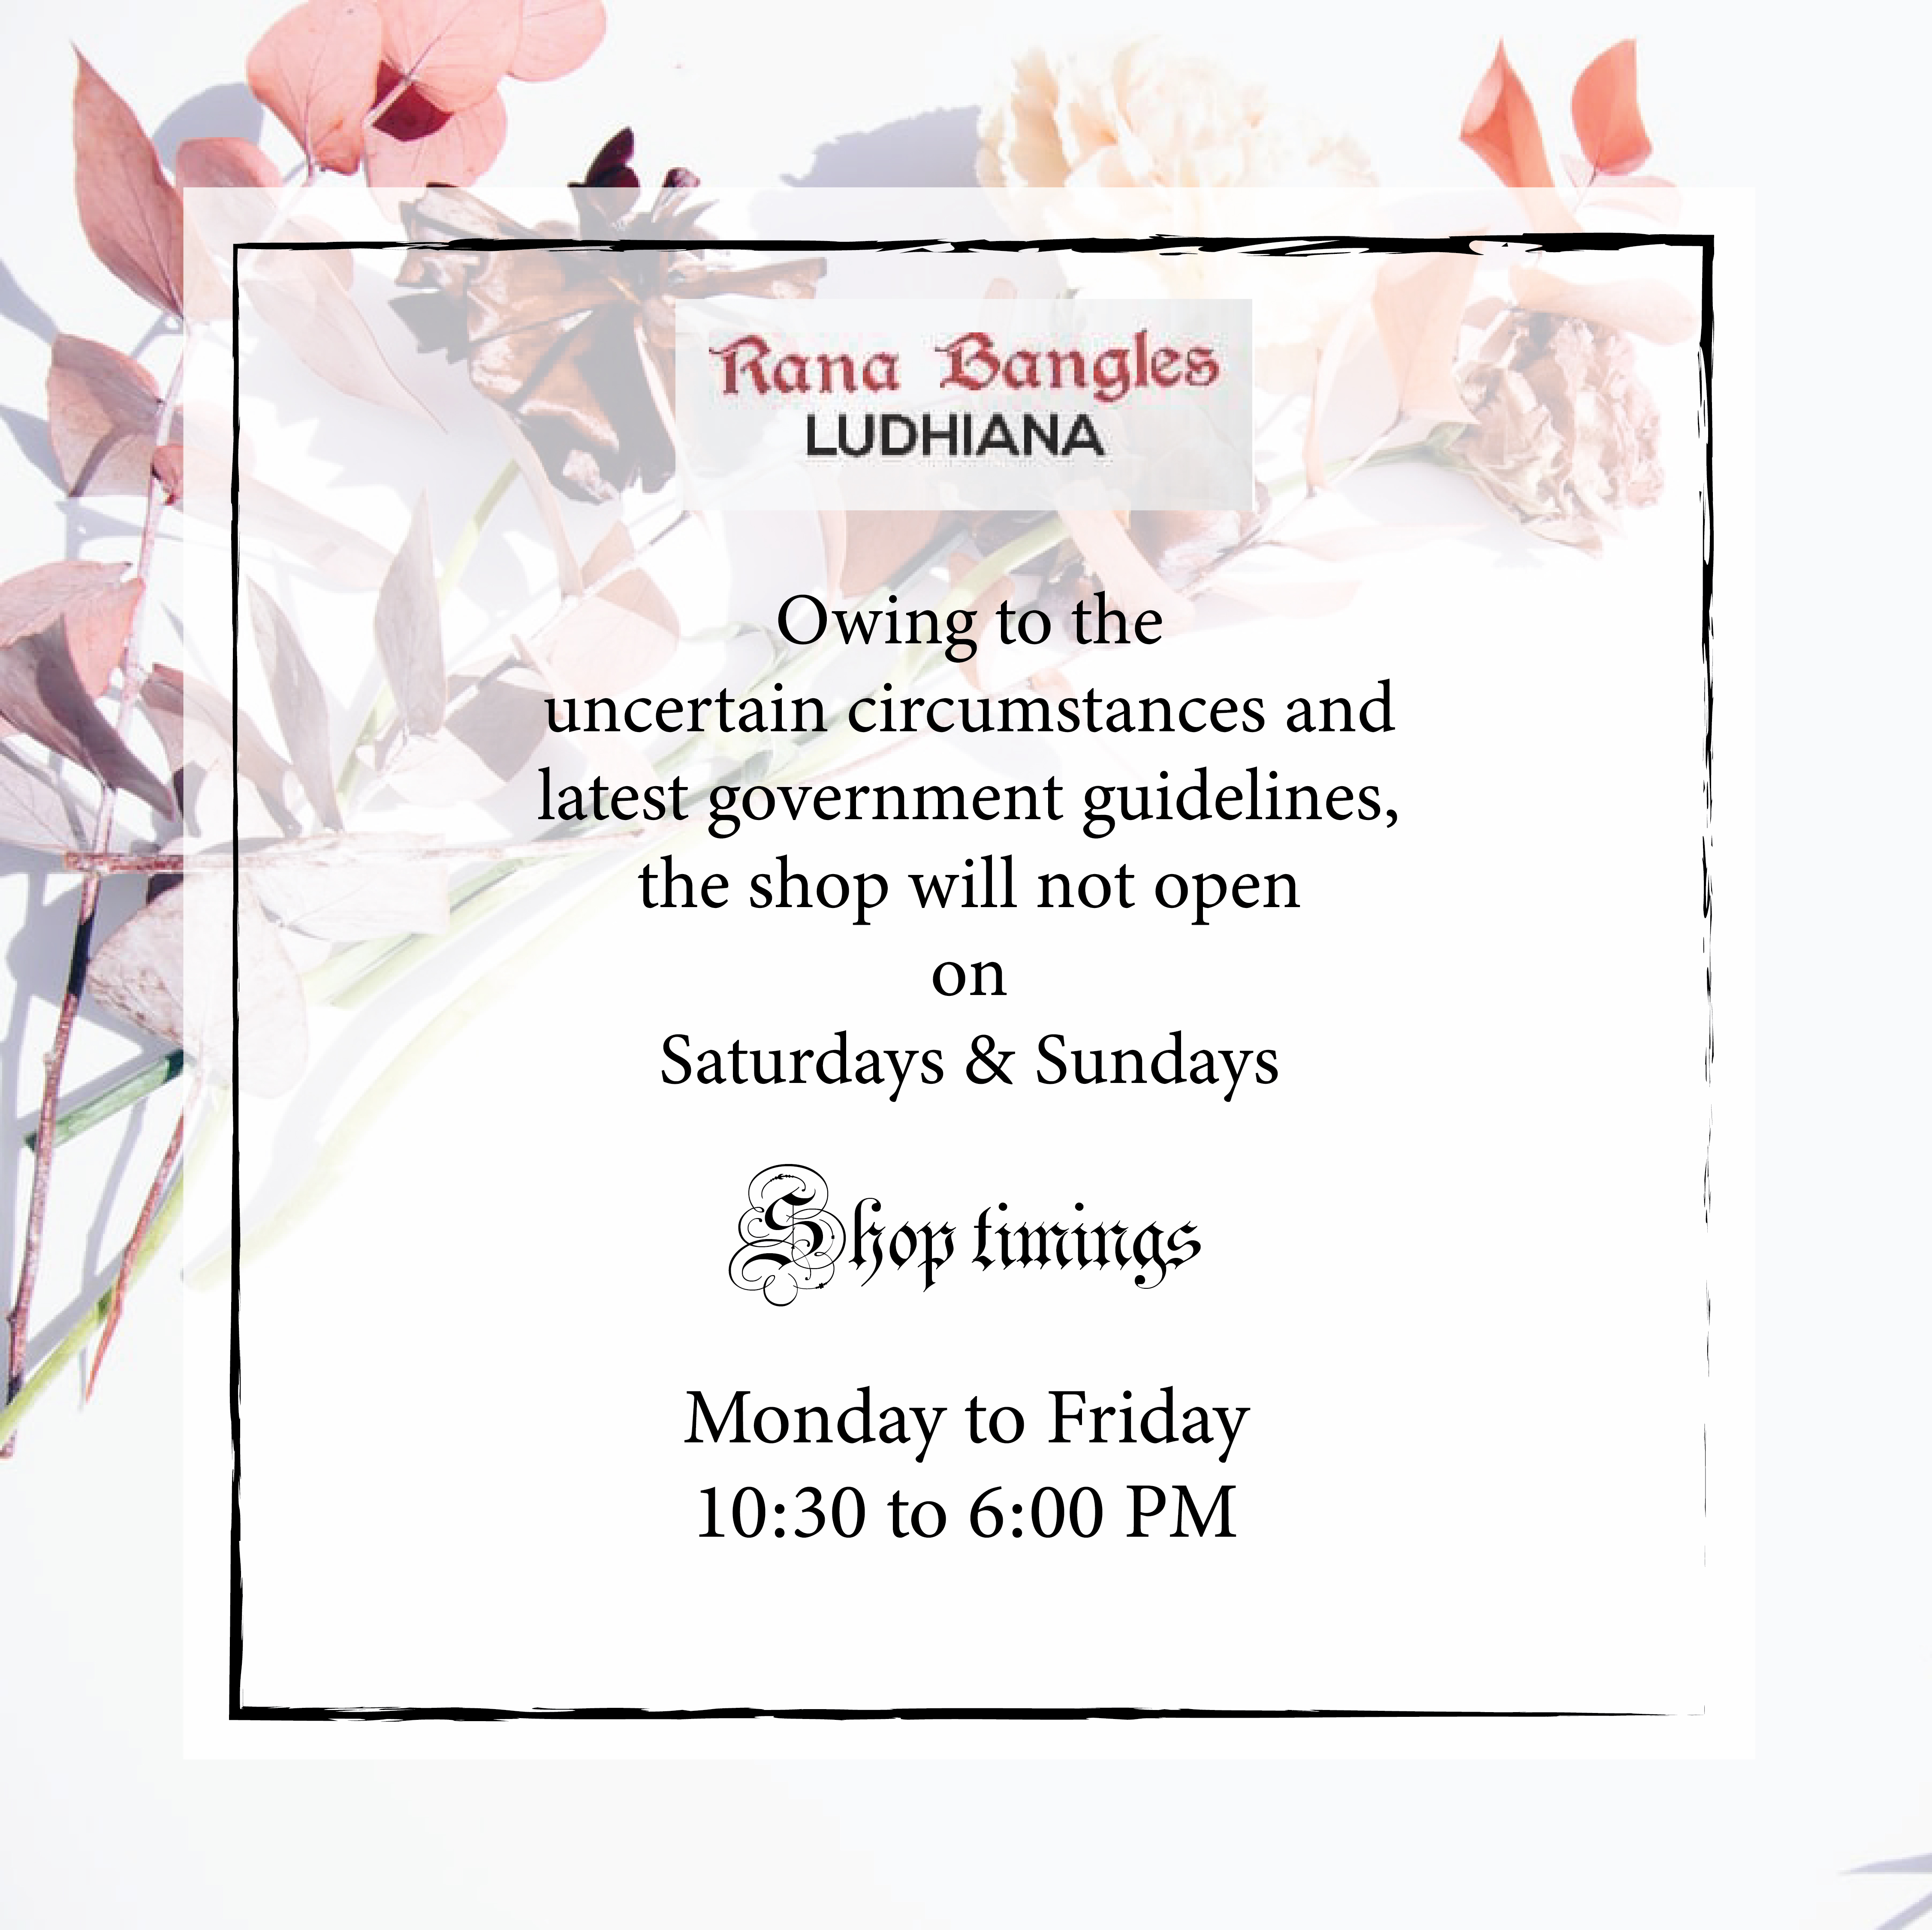 Rana Bangles
LUDHIANA
Owing to the
uncertain circumstances and
latest government guidelines,
the shop will not open
on
Saturdays & Sundays
Shop timings
Monday to Friday
10:30 to 6:00 PM